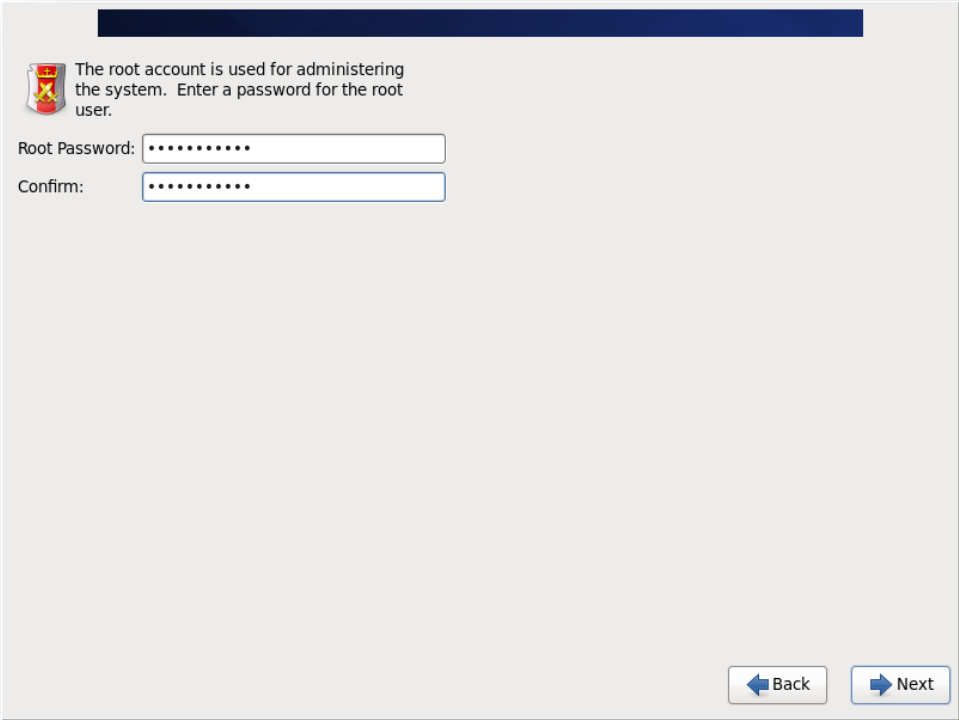 The root account is used for administering
the system.  Enter a password for the root
user.
Root Password: •••••••••••
Confirm: •••••••••••
Back
Next